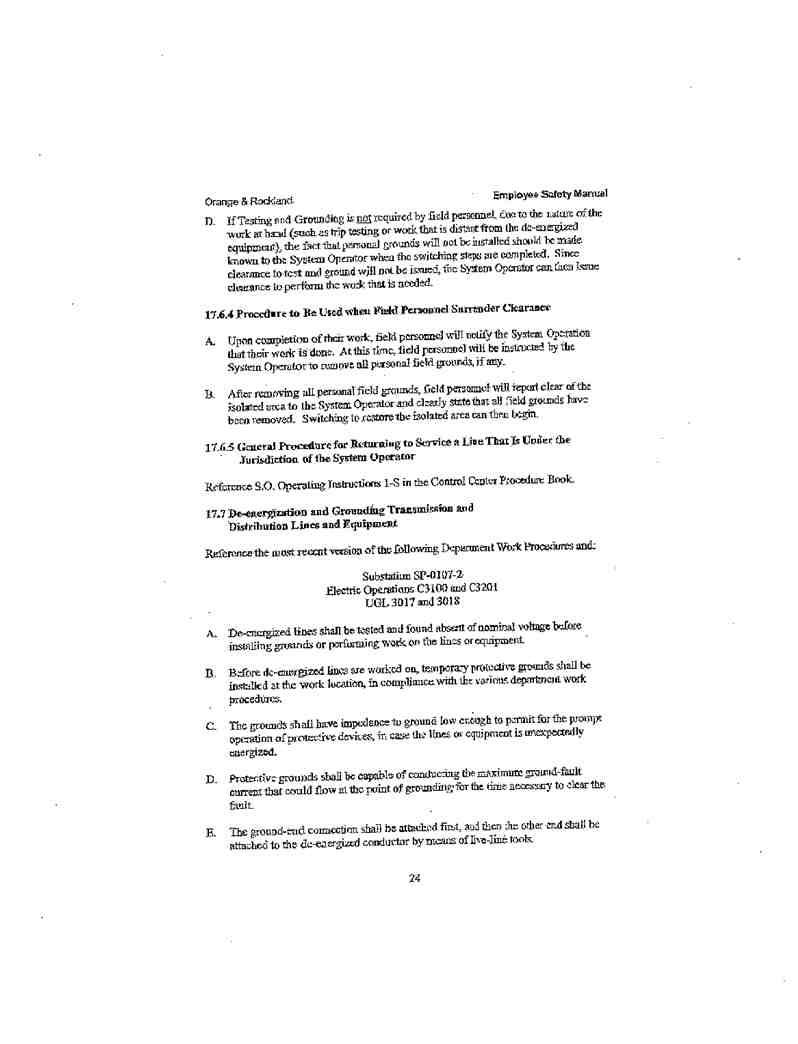 Orange & Rockland
Employee Safety Manual
D. If Testing and Grounding is not required by field personnel, due to the nature of the
work at hand (such as trip testing or work that is distant from the de-energized
equipment), the fact that personal grounds will not be installed should be made
known to the System Operator when the switching steps are completed. Since
clearance to test and ground will not be issued, the System Operator can then issue
clearance to perform the work that is needed.
17.6.4 Procedure to Be Used when Field Personnel Surrender Clearance
A. Upon completion of their work, field personnel will notify the System Operation
that their work is done. At this time, field personnel will be instructed by the
System Operator to remove all personal field grounds, if any.
B. After removing all personal field grounds, field personnel will report clear of the
isolated area to the System Operator and clearly state that all field grounds have
been removed. Switching to restore the isolated area can then begin.
17.6.5 General Procedure for Returning to Service a Line That Is Under the
Jurisdiction of the System Operator
Reference S.O. Operating Instructions 1-S in the Control Center Procedure Book.
17.7 De-energization and Grounding Transmission and
Distribution Lines and Equipment
Reference the most recent version of the following Department Work Procedures and:
Substation SP-0107-2
Electric Operations C3100 and C3201
UGL 3017 and 3018
A. De-energized lines shall be tested and found absent of nominal voltage before
installing grounds or performing work on the lines or equipment.
B. Before de-energized lines are worked on, temporary protective grounds shall be
installed at the work location, in compliance with the various department work
procedures.
C. The grounds shall have impedence to ground low enough to permit for the prompt
operation of protective devices, in case the lines or equipment is unexpectedly
energized.
D. Protective grounds shall be capable of conducting the maximum ground-fault
current that could flow at the point of grounding for the time necessary to clear the
fault.
E. The ground-end connection shall be attached first, and then the other end shall be
attached to the de-energized conductor by means of live-line tools.
24